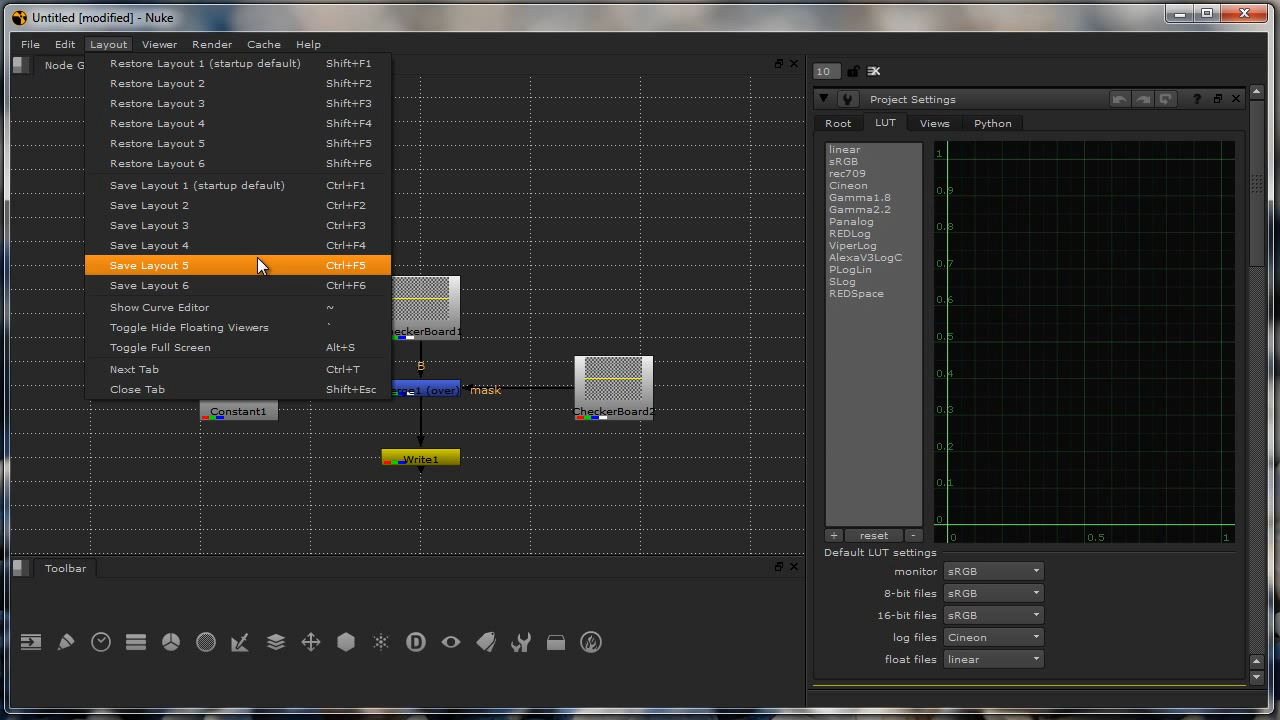 Untitled [modified] - Nuke
File Edit Layout Viewer Render Cache Help
Node G
Restore Layout 1 (startup default) Shift+F1
Restore Layout 2 Shift+F2
Restore Layout 3 Shift+F3
Restore Layout 4 Shift+F4
Restore Layout 5 Shift+F5
Restore Layout 6 Shift+F6
Save Layout 1 (startup default) Ctrl+F1
Save Layout 2 Ctrl+F2
Save Layout 3 Ctrl+F3
Save Layout 4 Ctrl+F4
Save Layout 5 Ctrl+F5
Save Layout 6 Ctrl+F6
Show Curve Editor ~
Toggle Hide Floating Viewers `
Toggle Full Screen Alt+S
Next Tab Ctrl+T
Close Tab Shift+Esc
eckerBoard1
B
rge1 (over)
mask
Constant1
CheckerBoard2
Write1
Toolbar
D
10
Project Settings
?
Root LUT Views Python
linear
sRGB
rec709
Cineon
Gamma1.8
Gamma2.2
Panalog
REDLog
ViperLog
AlexaV3LogC
PLogLin
SLog
REDSpace
+ reset -
1
0.9
0.8
0.7
0.6
0.5
0.4
0.3
0.2
0.1
0
0 0.5 1
Default LUT settings
monitor sRGB
8-bit files sRGB
16-bit files sRGB
log files Cineon
float files linear